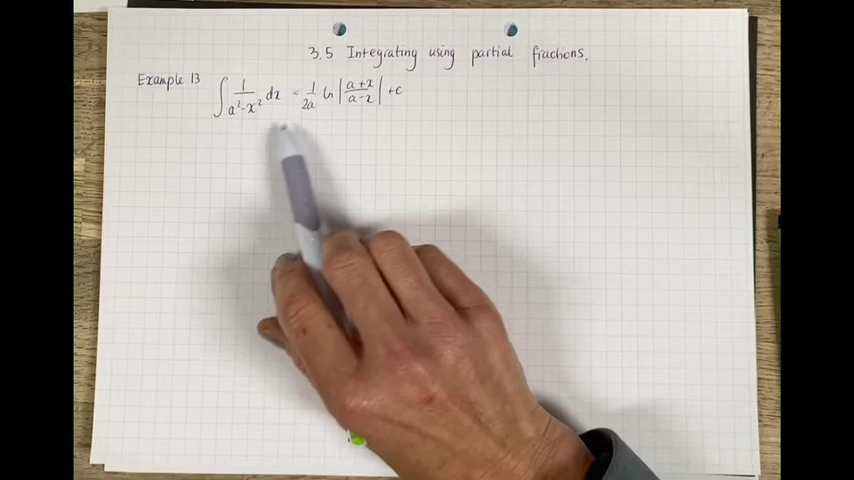 3.5 Integrating using partial fractions.
Example 13 ∫ 1/(a²-x²) dx = 1/2a ln |a+x/a-x| + c